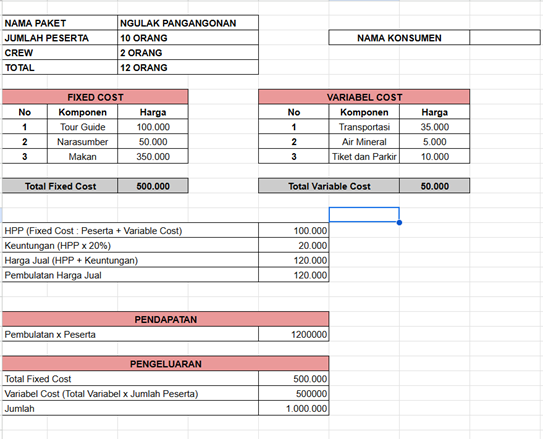 NAMA PAKET NGULAK PANGANGONAN
JUMLAH PESERTA 10 ORANG NAMA KONSUMEN
CREW 2 ORANG
TOTAL 12 ORANG
FIXED COST VARIABEL COST
No Komponen Harga No Komponen Harga
1 Tour Guide 100.000 1 Transportasi 35.000
2 Narasumber 50.000 2 Air Mineral 5.000
3 Makan 350.000 3 Tiket dan Parkir 10.000
Total Fixed Cost 500.000 Total Variable Cost 50.000
HPP (Fixed Cost : Peserta + Variable Cost) 100.000
Keuntungan (HPP x 20%) 20.000
Harga Jual (HPP + Keuntungan) 120.000
Pembulatan Harga Jual 120.000
PENDAPATAN
Pembulatan x Peserta 1200000
PENGELUARAN
Total Fixed Cost 500.000
Variabel Cost (Total Variabel x Jumlah Peserta) 500000
Jumlah 1.000.000